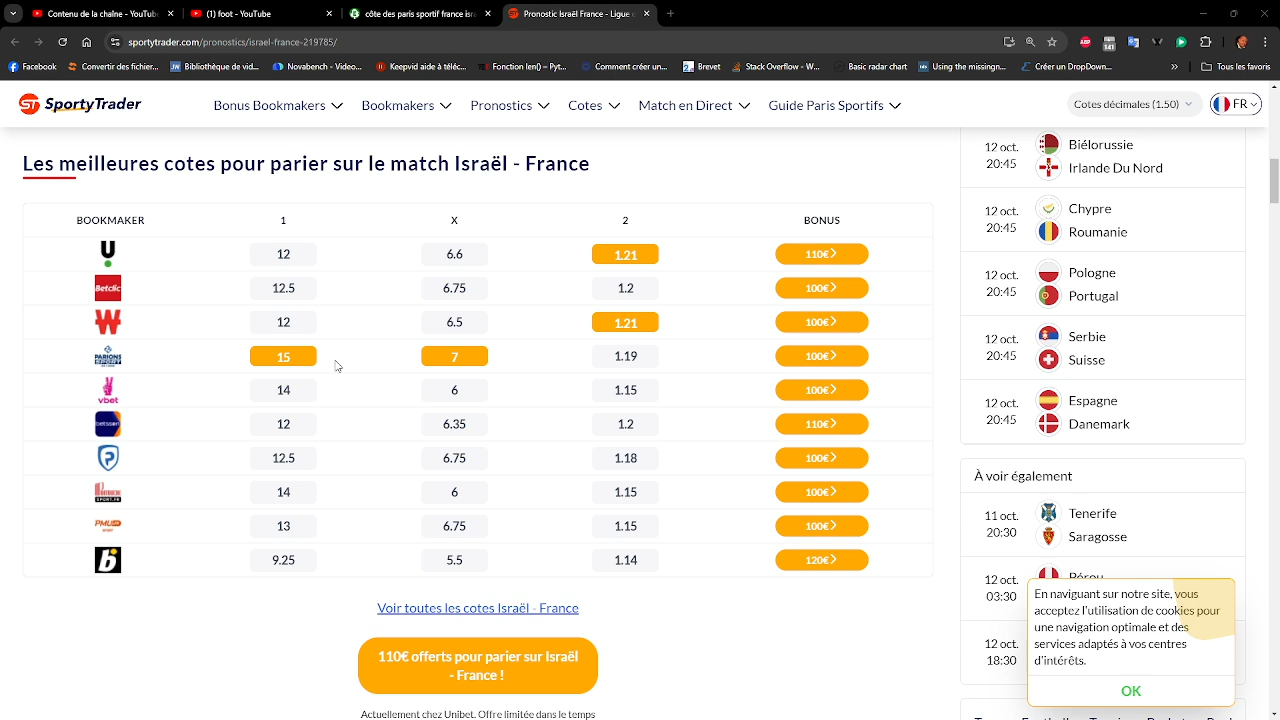 Contenu de la chaîne - YouTube
(1) foot - YouTube
côte des paris sportif france isra
Pronostic Israël France - Ligue c
sportytrader.com/pronostics/israel-france-219785/
Facebook
Convertir des fichier...
Bibliothèque de vid...
Novabench - Video...
Keepvid aide à téléc...
Fonction len() – Pyt...
Comment créer un...
Brevet
Stack Overflow – W...
Basic radar chart
Using the missingn...
Créer un DropDown...
Tous les favoris
SportyTrader
Bonus Bookmakers
Bookmakers
Pronostics
Cotes
Match en Direct
Guide Paris Sportifs
Cotes décimales (1.50)
FR
Les meilleures cotes pour parier sur le match Israël - France
BOOKMAKER 1 X 2 BONUS
U 12 6.6 1.21 110€
Betclic 12.5 6.75 1.2 100€
W 12 6.5 1.21 100€
PARIONS SPORT 15 7 1.19 100€
vbet 14 6 1.15 100€
betsson 12 6.35 1.2 110€
P 12.5 6.75 1.18 100€
SPORT.FR 14 6 1.15 100€
PMU 13 6.75 1.15 100€
b 9.25 5.5 1.14 120€
Voir toutes les cotes Israël - France
110€ offerts pour parier sur Israël
- France !
Actuellement chez Unibet. Offre limitée dans le temps
12 oct.
20:45
Biélorussie
Irlande Du Nord
12 oct.
20:45
Chypre
Roumanie
12 oct.
20:45
Pologne
Portugal
12 oct.
20:45
Serbie
Suisse
12 oct.
20:45
Espagne
Danemark
À voir également
11 oct.
20:30
Tenerife
Saragosse
12 oct.
03:30
Pérou
12 oct.
18:30
En naviguant sur notre site, vous
acceptez l'utilisation de cookies pour
une navigation optimale et des
services adaptés à vos centres
d'intérêts.
OK